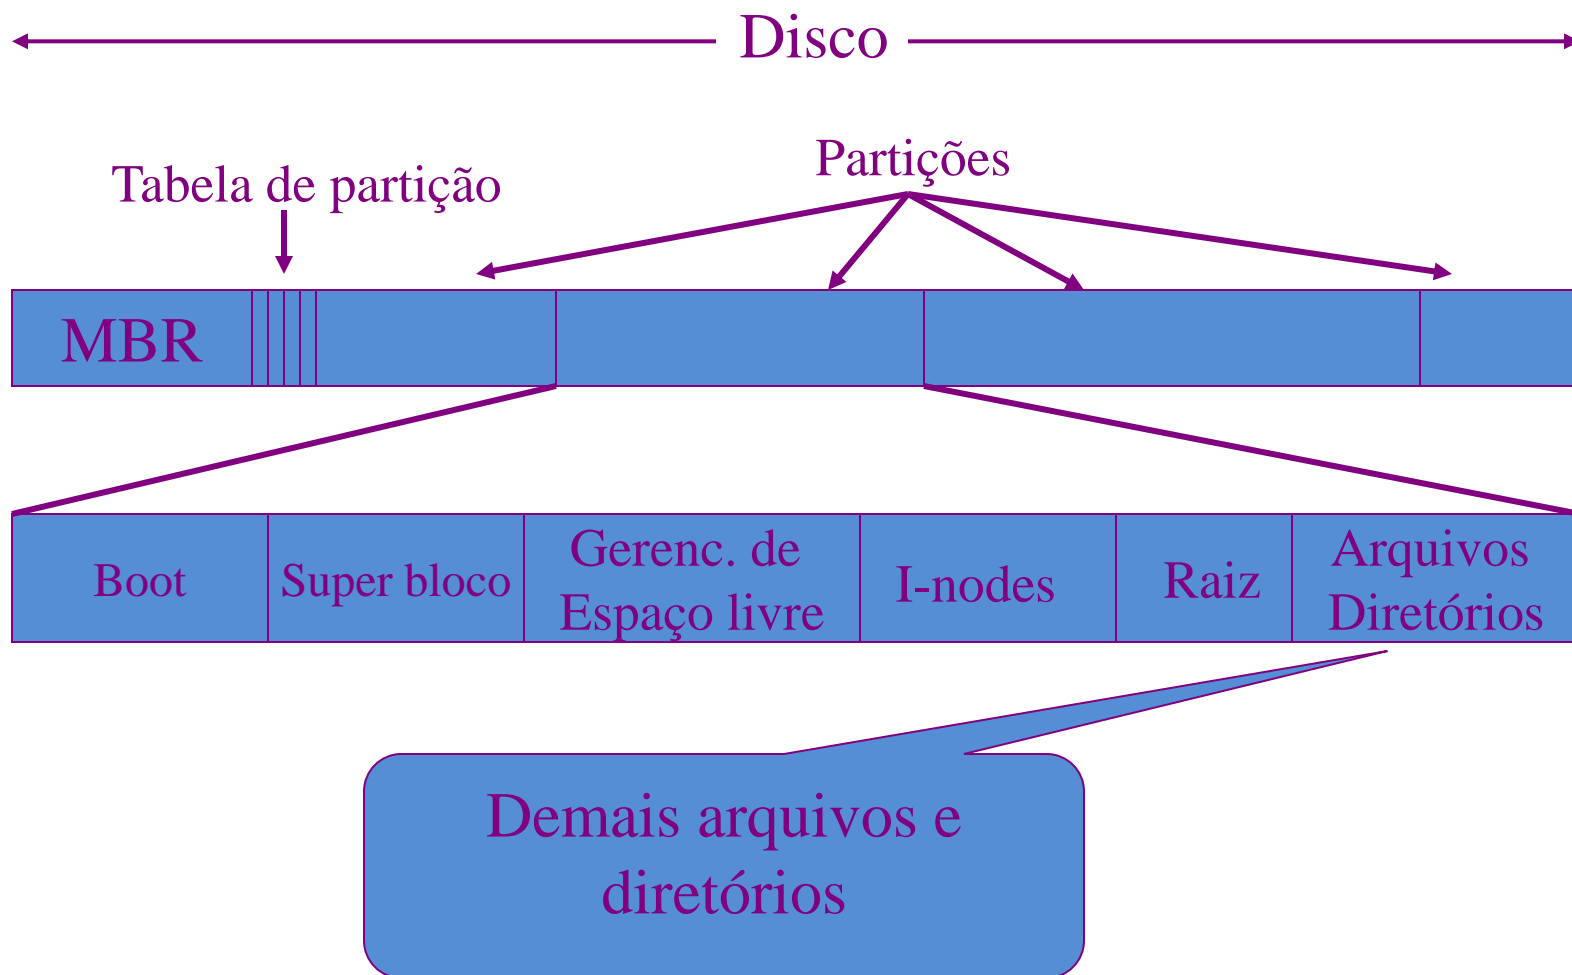 Disco
Tabela de partição
Partições
MBR
Boot
Super bloco
Gerenc. de
Espaço livre
I-nodes
Raiz
Arquivos
Diretórios
Demais arquivos e
diretórios